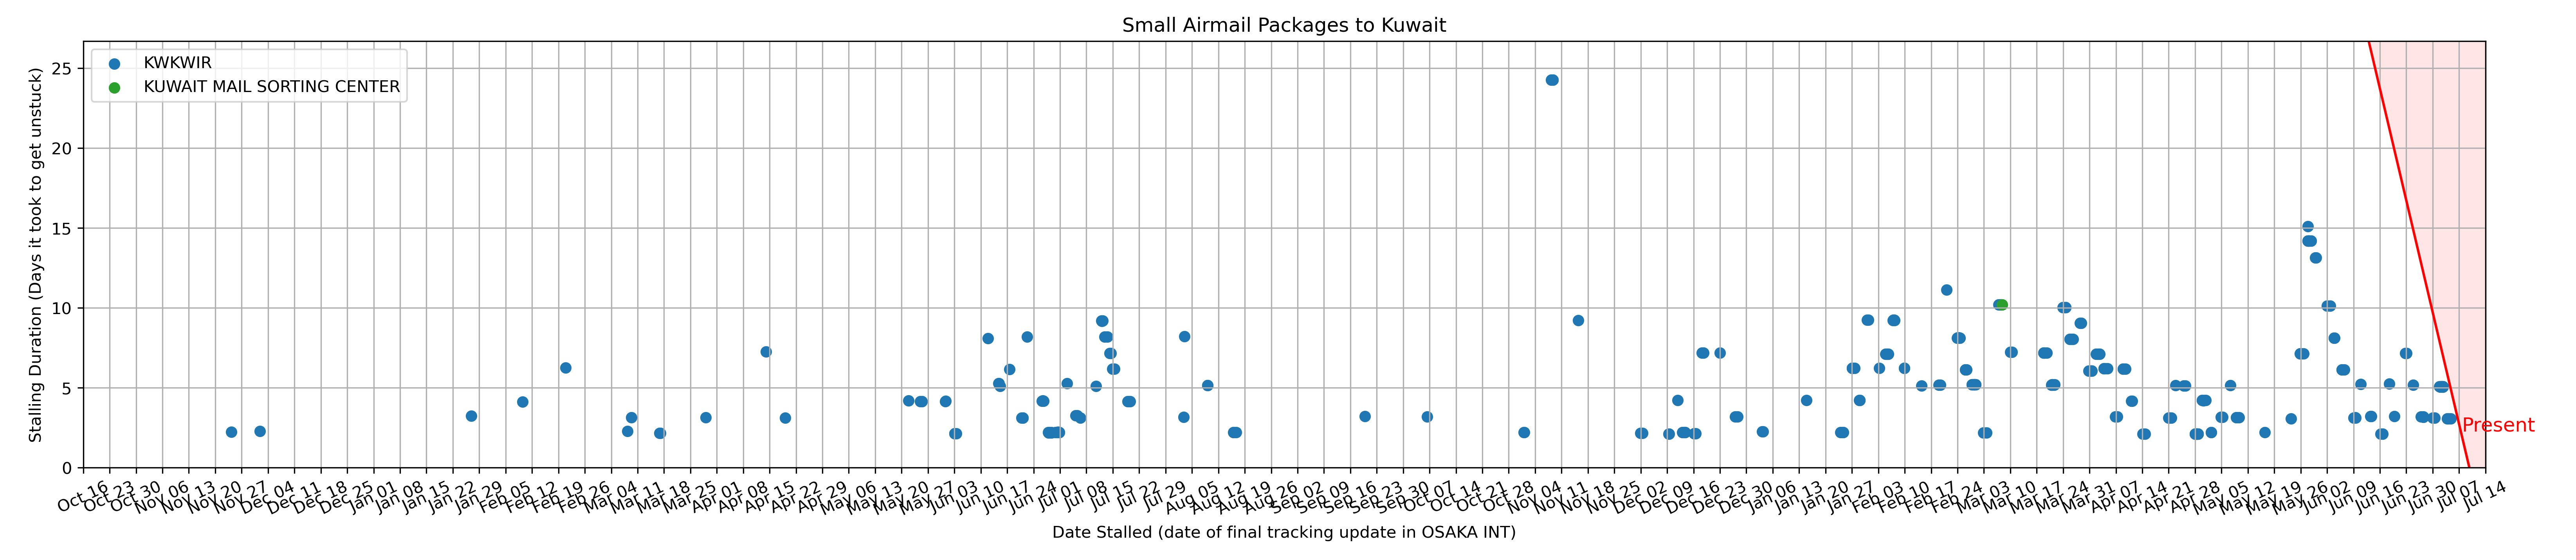 Small Airmail Packages to Kuwait
KWKWIR
KUWAIT MAIL SORTING CENTER
Stalling Duration (Days it took to get unstuck)
25
20
15
10
5
0
Present
Oct 16
Oct 23
Oct 30
Nov 06
Nov 13
Nov 20
Nov 27
Dec 04
Dec 11
Dec 18
Dec 25
Jan 01
Jan 08
Jan 15
Jan 22
Jan 29
Feb 05
Feb 12
Feb 19
Feb 26
Mar 04
Mar 11
Mar 18
Mar 25
Apr 01
Apr 08
Apr 15
Apr 22
Apr 29
May 06
May 13
May 20
May 27
Jun 03
Jun 10
Jun 17
Jun 24
Jul 01
Jul 08
Jul 15
Jul 22
Jul 29
Aug 05
Aug 12
Aug 19
Aug 26
Sep 02
Sep 09
Sep 16
Sep 23
Sep 30
Oct 07
Oct 14
Oct 21
Oct 28
Nov 04
Nov 11
Nov 18
Nov 25
Dec 02
Dec 09
Dec 16
Dec 23
Dec 30
Jan 06
Jan 13
Jan 20
Jan 27
Feb 03
Feb 10
Feb 17
Feb 24
Mar 03
Mar 10
Mar 17
Mar 24
Mar 31
Apr 07
Apr 14
Apr 21
Apr 28
May 05
May 12
May 19
May 26
Jun 02
Jun 09
Jun 16
Jun 23
Jun 30
Jul 07
Jul 14
Date Stalled (date of final tracking update in OSAKA INT)